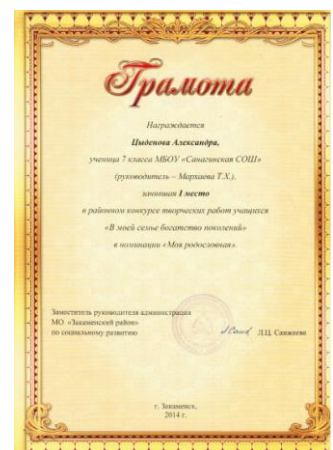 Грамота
Награждается
Цыденова Александра,
ученица 7 класса МБОУ «Санагинская СОШ»
(руководитель – Мархаева Т.Х.),
занявшая I место
в районном конкурсе творческих работ учащихся
«В моей семье богатство поколений»
в номинации «Моя родословная».
Заместитель руководителя администрации
МО «Закаменский район»
по социальному развитию
Л.Ц. Санжиева
г. Закаменск,
2014 г.